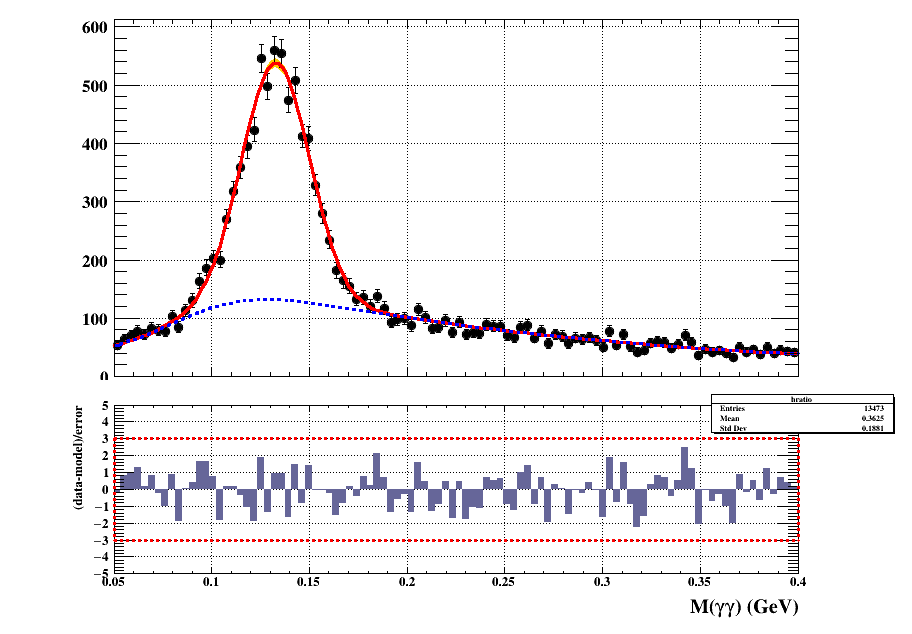 600
500
400
300
200
100
0
hratio
Entries 13473
Mean 0.3625
Std Dev 0.1881
(data-model)/error
5
4
3
2
1
0
−1
−2
−3
−4
−5
0.05 0.1 0.15 0.2 0.25 0.3 0.35 0.4
M(γγ) (GeV)